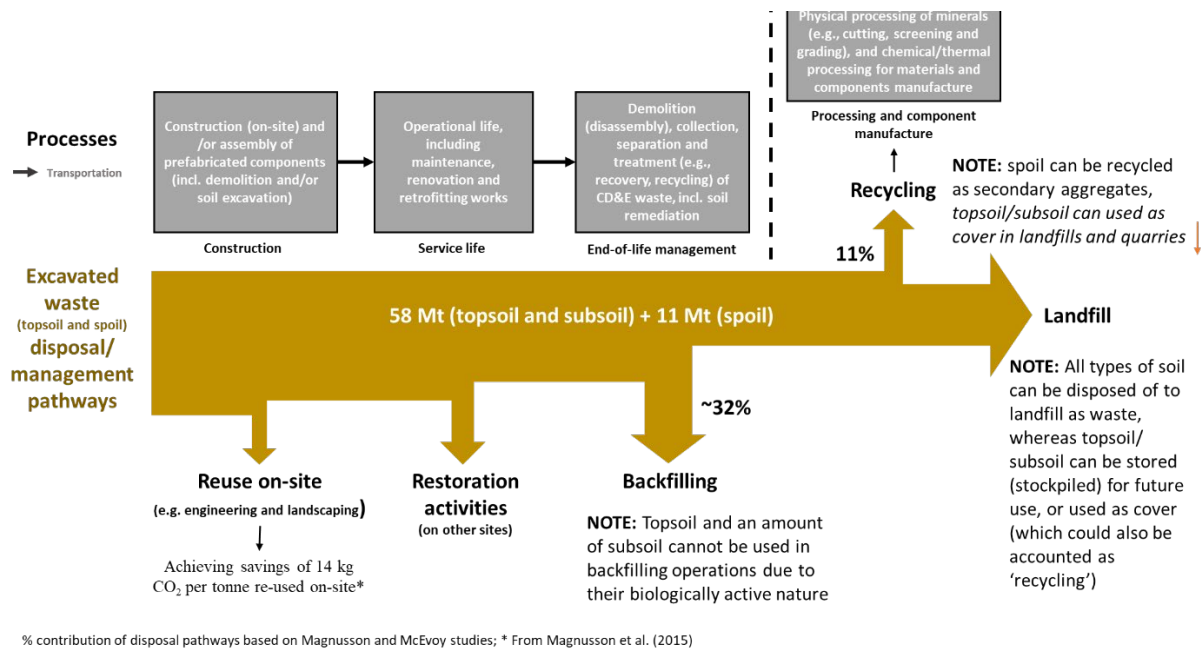 Physical processing of minerals
(e.g., cutting, screening and
grading), and chemical/thermal
processing for materials and
components manufacture
Processing and component
manufacture
Processes
Transportation
Construction (on-site) and
/or assembly of
prefabricated components
(incl. demolition and/or
soil excavation)
Construction
Operational life,
including
maintenance,
renovation and
retrofitting works
Service life
Demolition
(disassembly), collection,
separation and
treatment (e.g.,
recovery, recycling) of
CD&E waste, incl. soil
remediation
End-of-life management
Recycling
11%
NOTE: spoil can be recycled
as secondary aggregates,
topsoil/subsoil can used as
cover in landfills and quarries
Excavated
waste
(topsoil and spoil)
disposal/
management
pathways
58 Mt (topsoil and subsoil) + 11 Mt (spoil)
Landfill
NOTE: All types of soil
can be disposed of to
landfill as waste,
whereas topsoil/
subsoil can be stored
(stockpiled) for future
use, or used as cover
(which could also be
accounted as
‘recycling’)
~32%
Reuse on-site
(e.g. engineering and landscaping)
Achieving savings of 14 kg
CO₂ per tonne re-used on-site*
Restoration
activities
(on other sites)
Backfilling
NOTE: Topsoil and an amount
of subsoil cannot be used in
backfilling operations due to
their biologically active nature
% contribution of disposal pathways based on Magnusson and McEvoy studies; * From Magnusson et al. (2015)